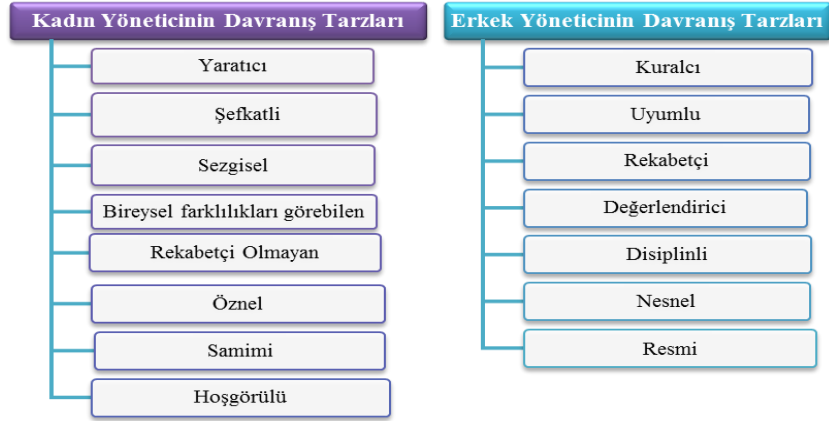 Kadın Yöneticinin Davranış Tarzları
Yaratıcı
Şefkatli
Sezgisel
Bireysel farklılıkları görebilen
Rekabetçi Olmayan
Öznel
Samimi
Hoşgörülü
Erkek Yöneticinin Davranış Tarzları
Kuralcı
Uyumlu
Rekabetçi
Değerlendirici
Disiplinli
Nesnel
Resmi